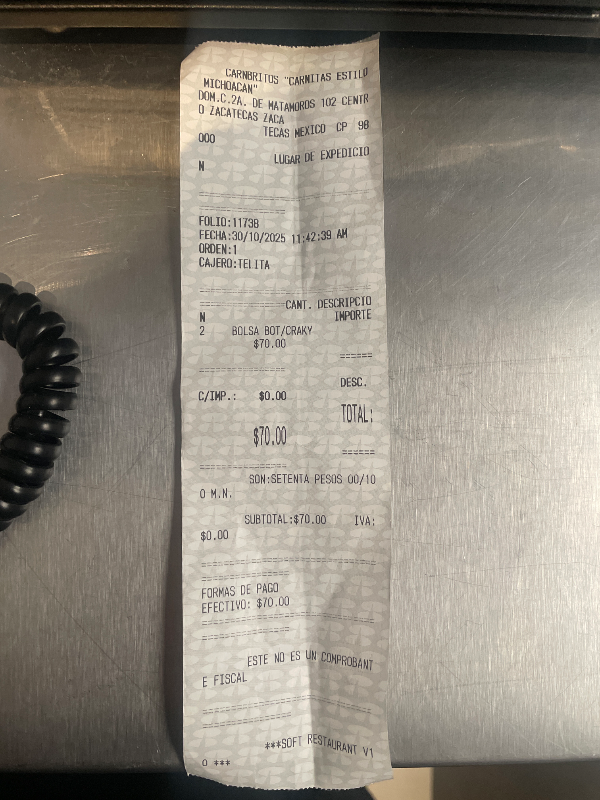 CARNBRITOS "CARNITAS ESTILO
MICHOACAN"
DOM.C.2A. DE MATAMOROS 102 CENTR
O ZACATECAS ZACA
TECAS MEXICO CP 98
000
LUGAR DE EXPEDICIO
N
================================
================
FOLIO:11738
FECHA:30/10/2025 11:42:39 AM
ORDEN:1
CAJERO:TELITA
================================
================CANT. DESCRIPCIO
N IMPORTE
2 BOLSA BOT/CRAKY
$70.00
======
================
DESC.
C/IMP.: $0.00
TOTAL:
$70.00
======
================
SON:SETENTA PESOS 00/10
0 M.N.
SUBTOTAL:$70.00 IVA:
$0.00
================================
================
FORMAS DE PAGO
EFECTIVO: $70.00
================================
================
ESTE NO ES UN COMPROBANT
E FISCAL
================================
================
***SOFT RESTAURANT V1
0 ***